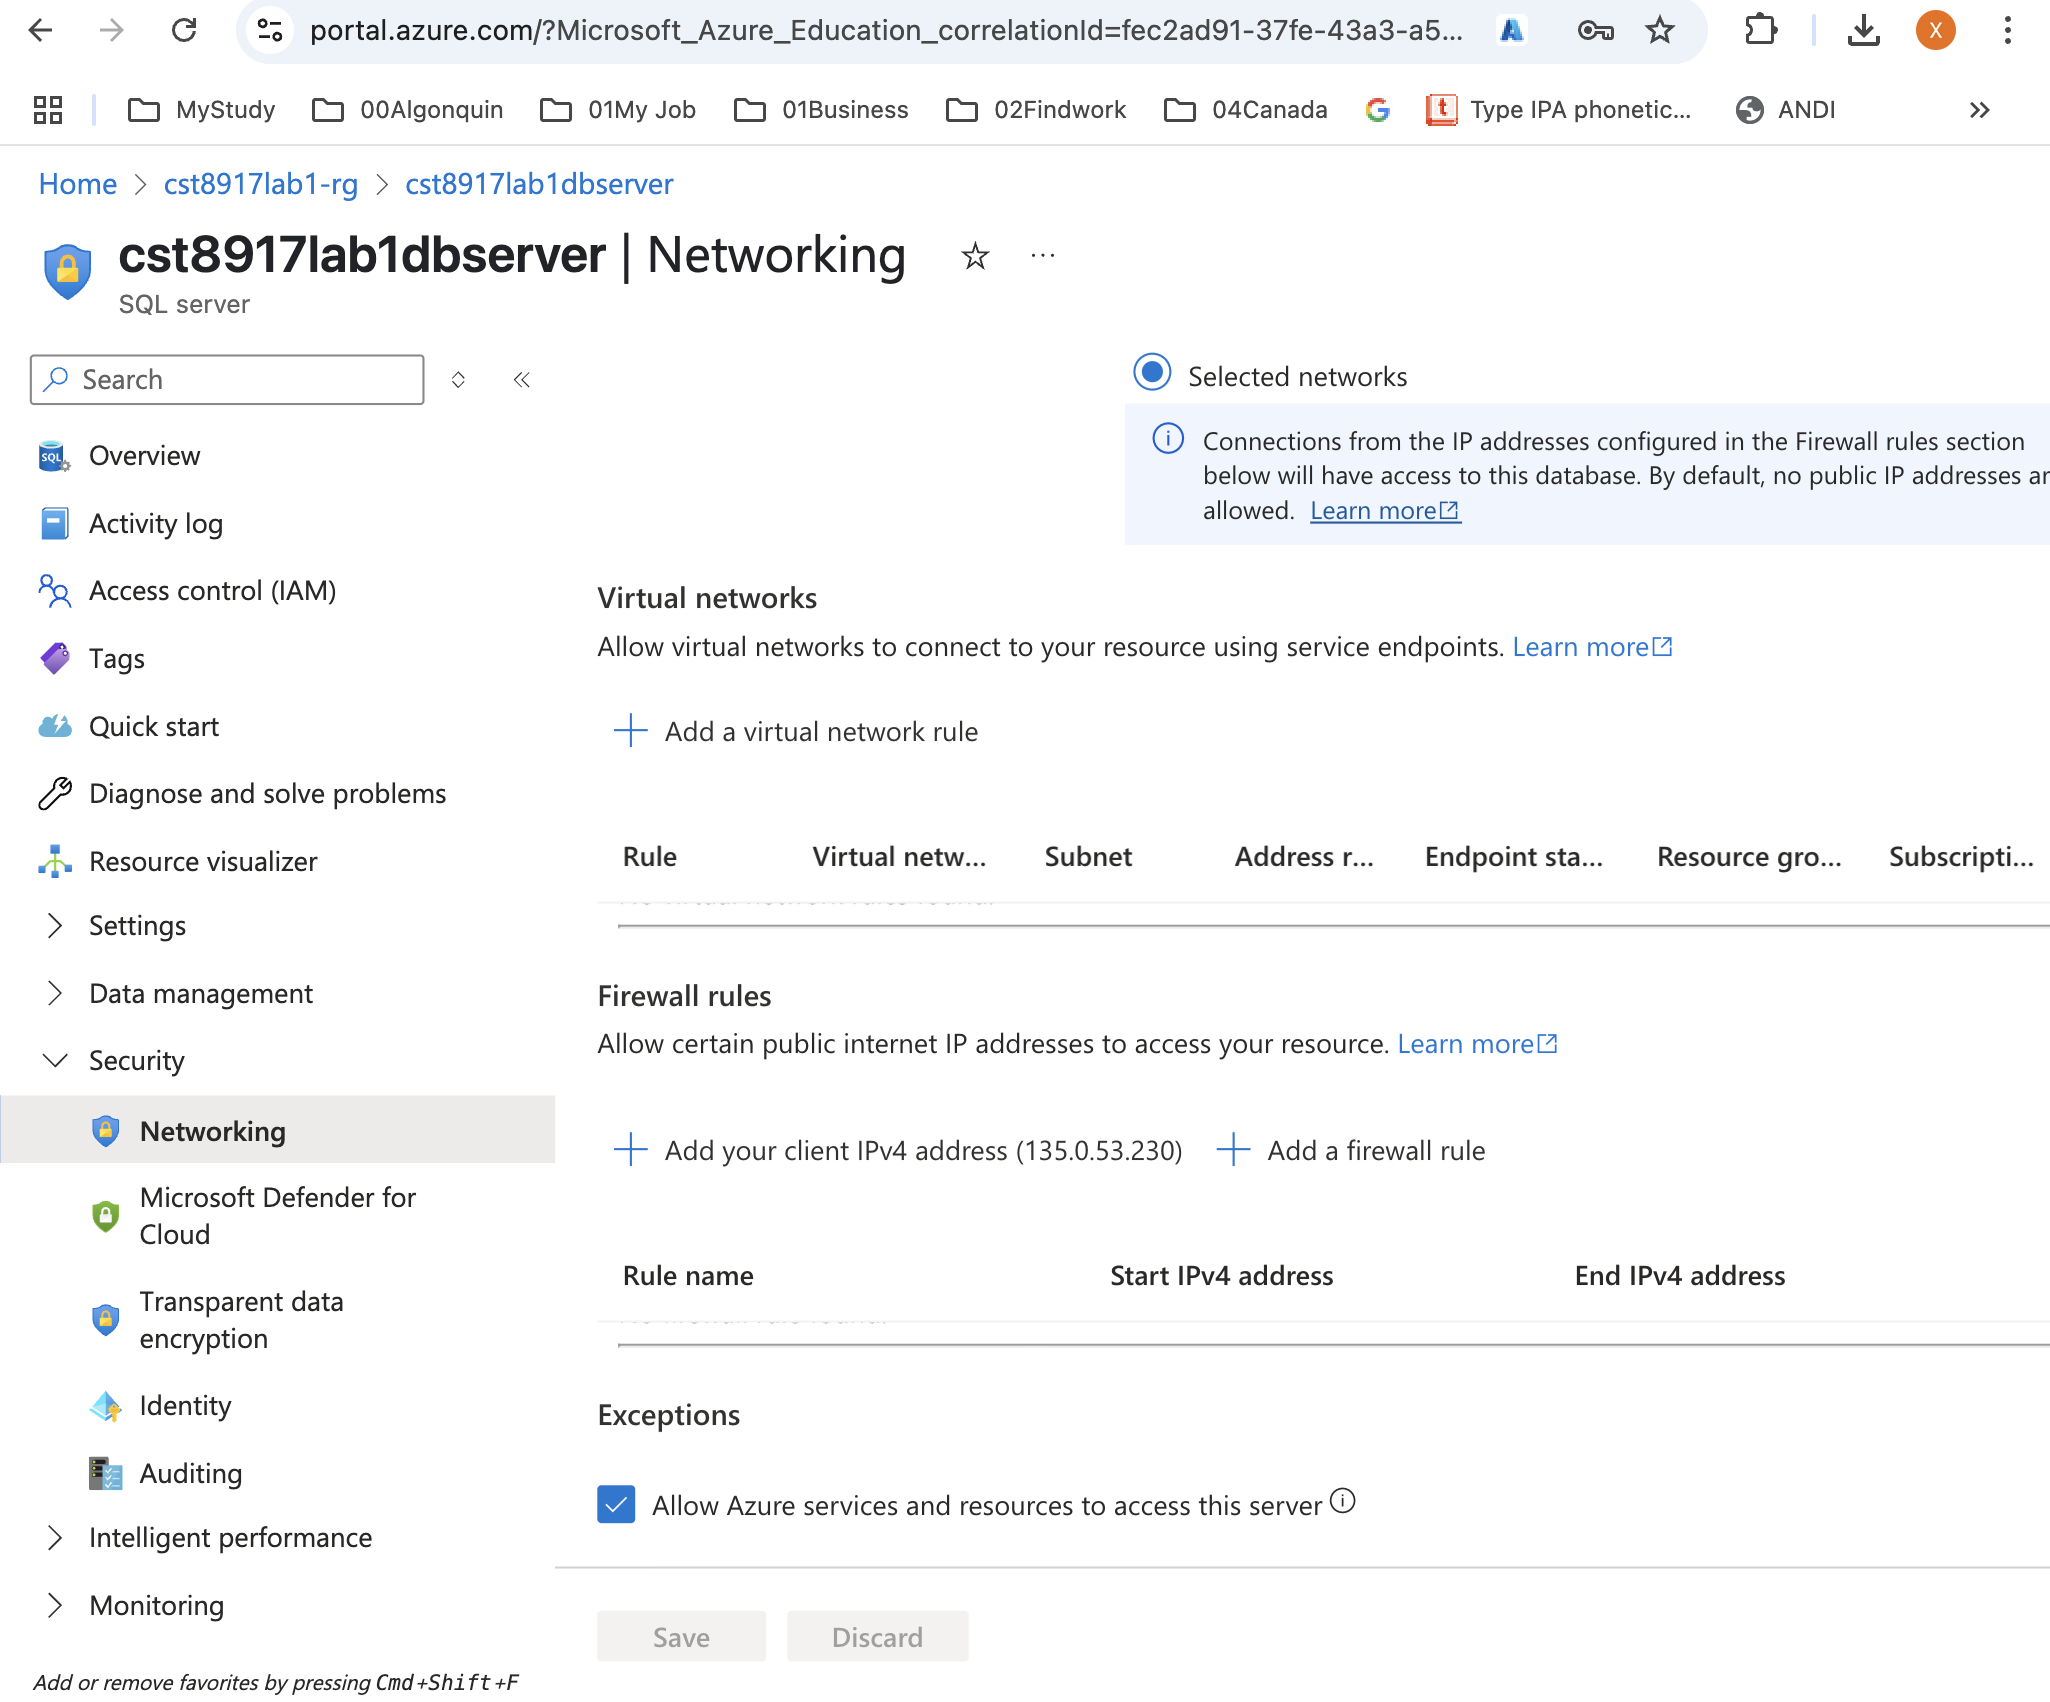 portal.azure.com/?Microsoft_Azure_Education_correlationId=fec2ad91-37fe-43a3-a5...
X
MyStudy
00Algonquin
01My Job
01Business
02Findwork
04Canada
Type IPA phonetic...
ANDI
Home > cst8917lab1-rg > cst8917lab1dbserver
cst8917lab1dbserver | Networking
SQL server
Search
Overview
Activity log
Access control (IAM)
Tags
Quick start
Diagnose and solve problems
Resource visualizer
Settings
Data management
Security
Networking
Microsoft Defender for
Cloud
Transparent data
encryption
Identity
Auditing
Intelligent performance
Monitoring
Add or remove favorites by pressing Cmd+Shift+F
Selected networks
Connections from the IP addresses configured in the Firewall rules section
below will have access to this database. By default, no public IP addresses ar
allowed. Learn more
Virtual networks
Allow virtual networks to connect to your resource using service endpoints. Learn more
Add a virtual network rule
Rule Virtual netw... Subnet Address r... Endpoint sta... Resource gro... Subscripti...
Firewall rules
Allow certain public internet IP addresses to access your resource. Learn more
Add your client IPv4 address (135.0.53.230) Add a firewall rule
Rule name Start IPv4 address End IPv4 address
Exceptions
Allow Azure services and resources to access this server
Save Discard